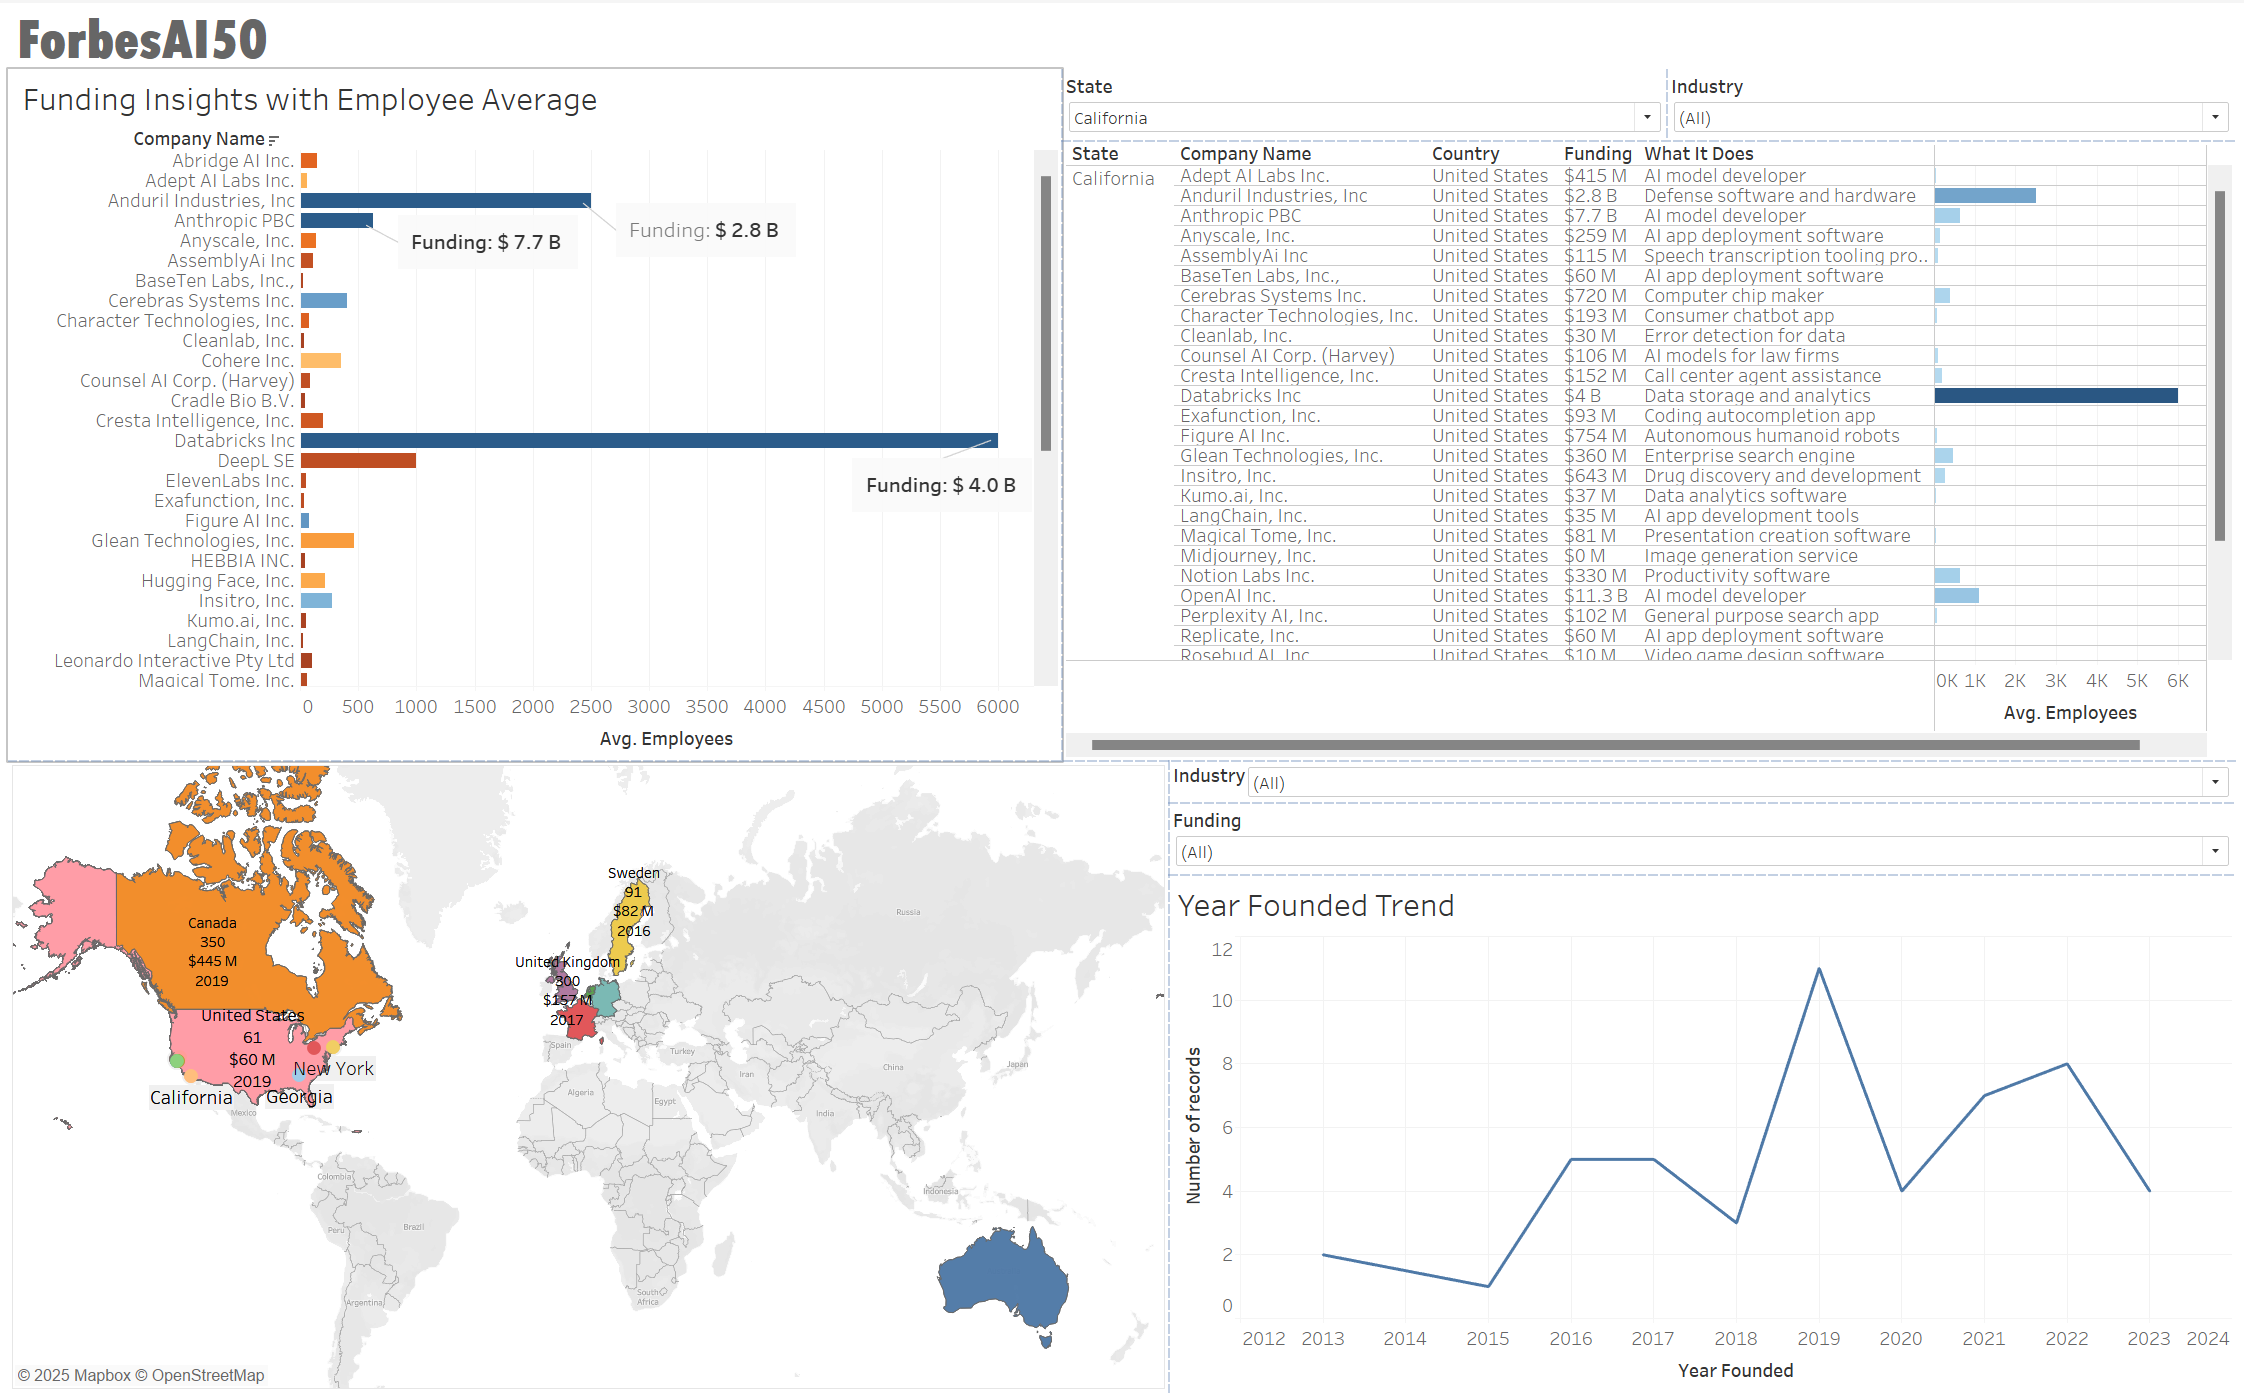 ForbesAI50
Funding Insights with Employee Average
Company Name
Abridge AI Inc.
Adept AI Labs Inc.
Anduril Industries, Inc
Anthropic PBC
Anyscale, Inc.
AssemblyAi Inc
BaseTen Labs, Inc.,
Cerebras Systems Inc.
Character Technologies, Inc.
Cleanlab, Inc.
Cohere Inc.
Counsel AI Corp. (Harvey)
Cradle Bio B.V.
Cresta Intelligence, Inc.
Databricks Inc
DeepL SE
ElevenLabs Inc.
Exafunction, Inc.
Figure AI Inc.
Glean Technologies, Inc.
HEBBIA INC.
Hugging Face, Inc.
Insitro, Inc.
Kumo.ai, Inc.
LangChain, Inc.
Leonardo Interactive Pty Ltd
Magical Tome, Inc.
Funding: $ 2.8 B
Funding: $ 7.7 B
Funding: $ 4.0 B
0 500 1000 1500 2000 2500 3000 3500 4000 4500 5000 5500 6000
Avg. Employees
State
California
Industry
(All)
State Company Name Country Funding What It Does
California Adept AI Labs Inc. United States $415 M AI model developer
Anduril Industries, Inc United States $2.8 B Defense software and hardware
Anthropic PBC United States $7.7 B AI model developer
Anyscale, Inc. United States $259 M AI app deployment software
AssemblyAi Inc United States $115 M Speech transcription tooling pro..
BaseTen Labs, Inc., United States $60 M AI app deployment software
Cerebras Systems Inc. United States $720 M Computer chip maker
Character Technologies, Inc. United States $193 M Consumer chatbot app
Cleanlab, Inc. United States $30 M Error detection for data
Counsel AI Corp. (Harvey) United States $106 M AI models for law firms
Cresta Intelligence, Inc. United States $152 M Call center agent assistance
Databricks Inc United States $4 B Data storage and analytics
Exafunction, Inc. United States $93 M Coding autocompletion app
Figure AI Inc. United States $754 M Autonomous humanoid robots
Glean Technologies, Inc. United States $360 M Enterprise search engine
Insitro, Inc. United States $643 M Drug discovery and development
Kumo.ai, Inc. United States $37 M Data analytics software
LangChain, Inc. United States $35 M AI app development tools
Magical Tome, Inc. United States $81 M Presentation creation software
Midjourney, Inc. United States $0 M Image generation service
Notion Labs Inc. United States $330 M Productivity software
OpenAI Inc. United States $11.3 B AI model developer
Perplexity AI, Inc. United States $102 M General purpose search app
Replicate, Inc. United States $60 M AI app deployment software
Rosebud AI, Inc United States $10 M Video game design software
0K 1K 2K 3K 4K 5K 6K
Avg. Employees
Canada
350
$445 M
2019
United States
61
$60 M
2019
New York
California
Georgia
Sweden
91
$82 M
2016
United Kingdom
300
$157 M
2017
Russia
Spain
Turkey
Iran
China
Japan
Algeria
Egypt
India
Mexico
Colombia
Indonesia
Peru
Brazil
South
Africa
Argentina
© 2025 Mapbox © OpenStreetMap
Industry
(All)
Funding
(All)
Year Founded Trend
12
10
8
6
4
2
0
Number of records
2012 2013 2014 2015 2016 2017 2018 2019 2020 2021 2022 2023 2024
Year Founded